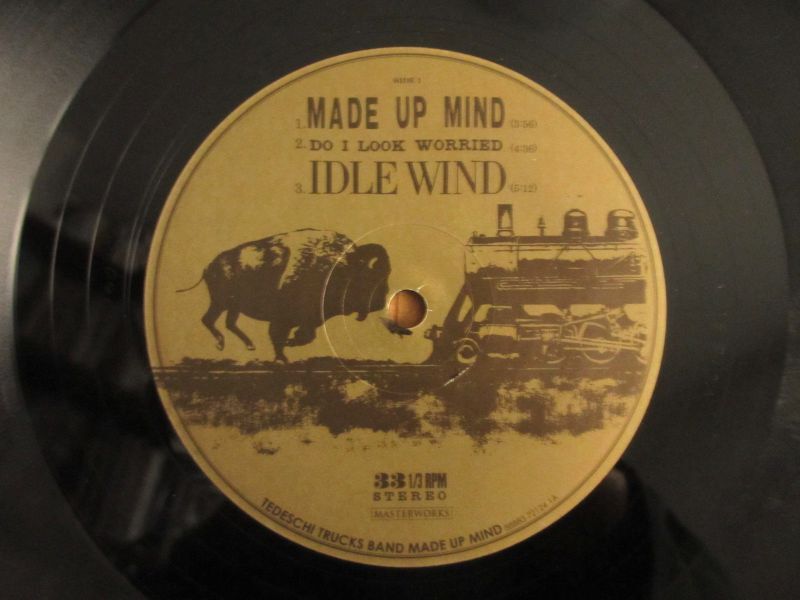 SIDE 1
1. MADE UP MIND (3:56)
2. DO I LOOK WORRIED (4:36)
3. IDLE WIND (5:12)
33 1/3 RPM
STEREO
MASTERWORKS
TEDESCHI TRUCKS BAND MADE UP MIND